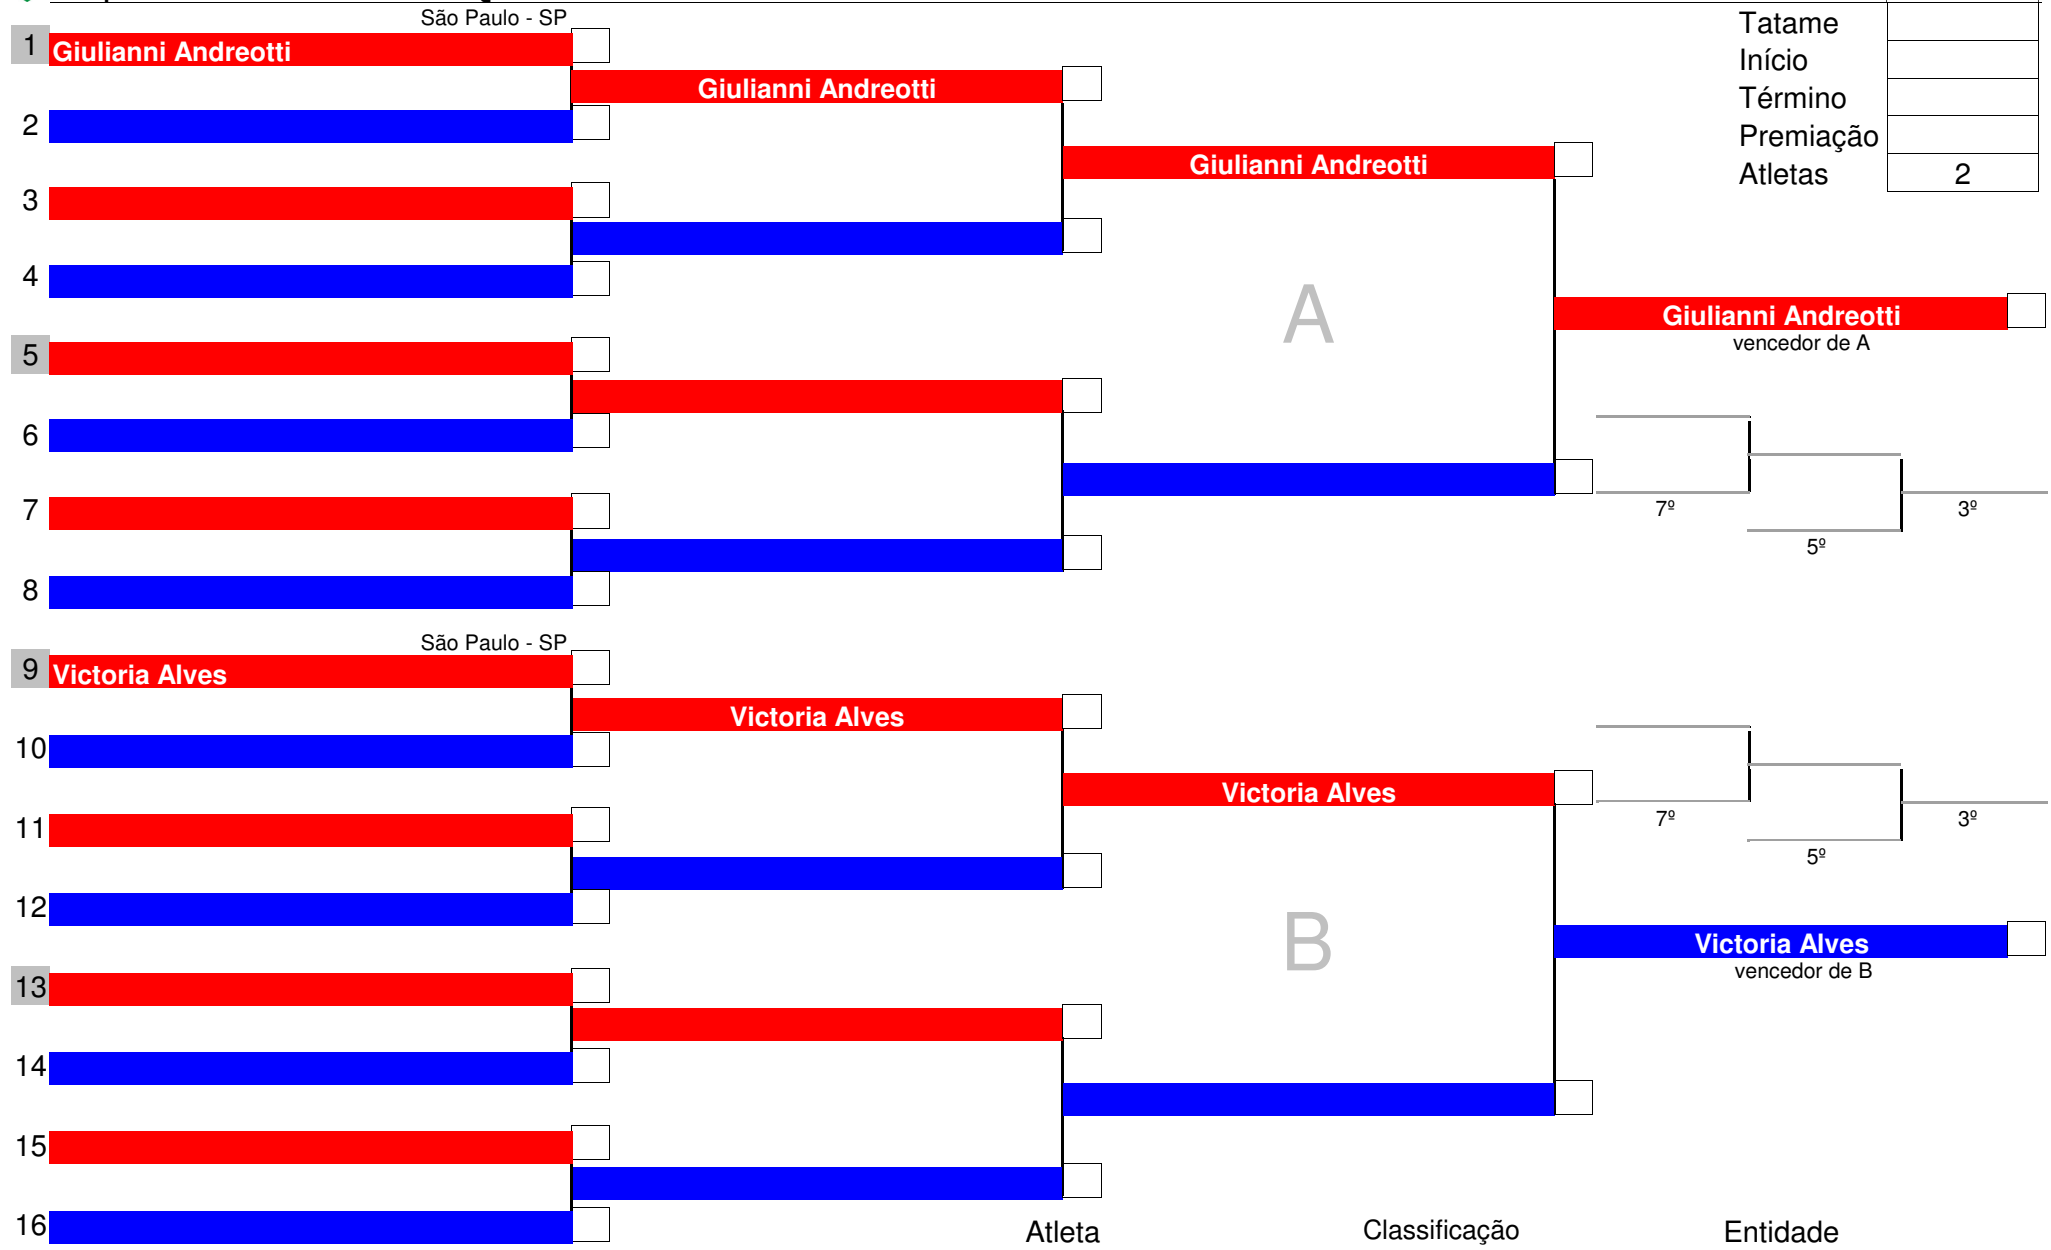 São Paulo - SP
Tatame
1 Giulianni Andreotti
Início
Giulianni Andreotti
Término
2
Premiação
Giulianni Andreotti
Atletas 2
3
4
A
Giulianni Andreotti
vencedor de A
5
6
7
7º 3º
5º
8
São Paulo - SP
9 Victoria Alves
Victoria Alves
10
Victoria Alves
11
7º 3º
5º
12
B
Victoria Alves
vencedor de B
13
14
15
16
Atleta Classificação Entidade